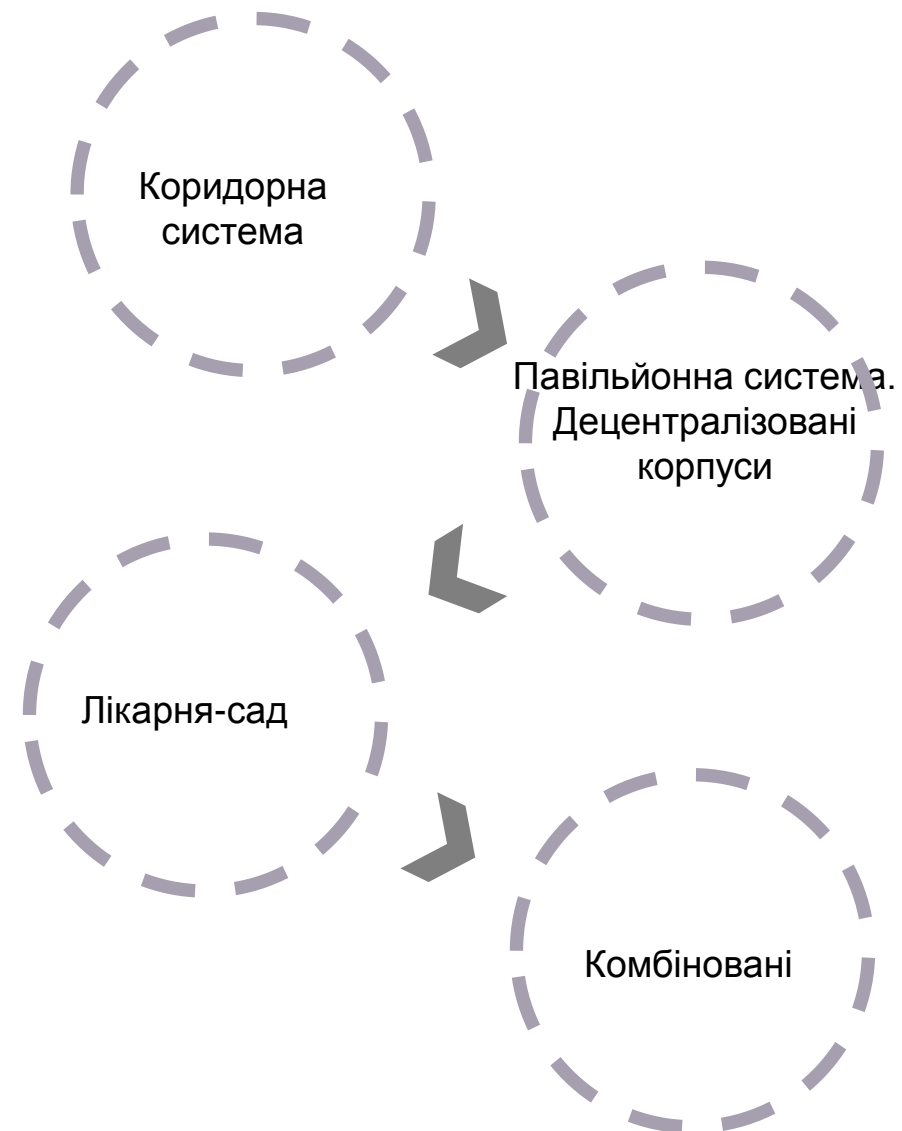 Коридорна
система
Павільйонна система.
Децентралізовані
корпуси
Лікарня-сад
Комбіновані